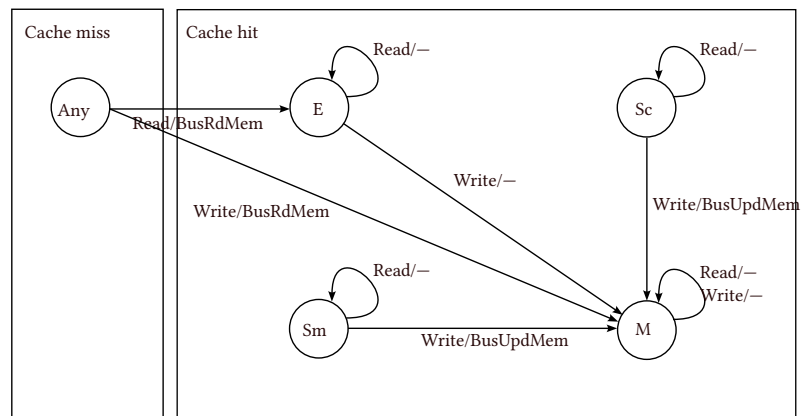 Cache miss
Cache hit
Read/—
Read/—
Any
E
Sc
Read/BusRdMem
Write/—
Write/BusUpdMem
Write/BusRdMem
Read/—
Read/—
Write/—
Sm
M
Write/BusUpdMem